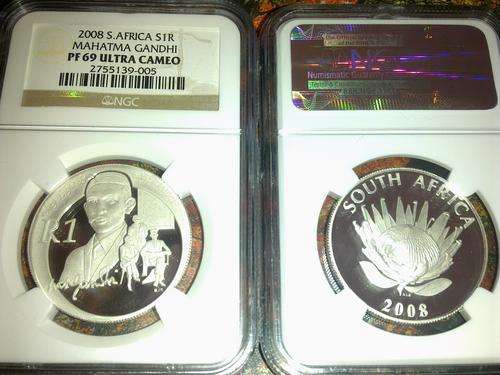 2008 S.AFRICA S1R
MAHATMA GANDHI
PF 69 ULTRA CAMEO
2755139-005
NGC
R1
Numismatic Guaranty
SOUTH AFRICA
2008